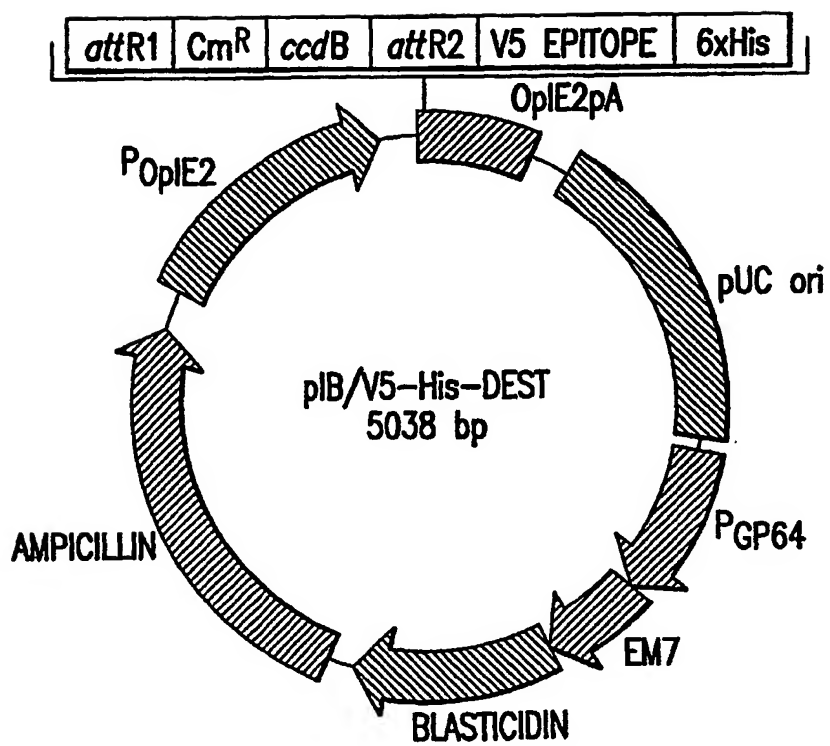 attR1 CmR ccdB attR2 V5 EPITOPE 6xHis
OpIE2pA
POpIE2
pUC ori
pIB/V5-His-DEST
5038 bp
PGP64
AMPICILLIN
EM7
BLASTICIDIN